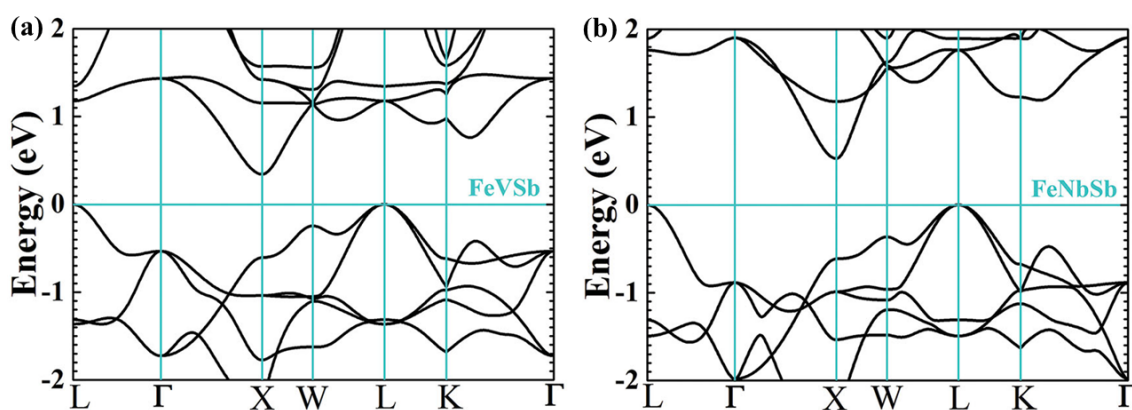 (a)
Energy (eV)
2
1
0
-1
-2
FeVSb
L Γ X W L K Γ
(b)
Energy (eV)
2
1
0
-1
-2
FeNbSb
L Γ X W L K Γ